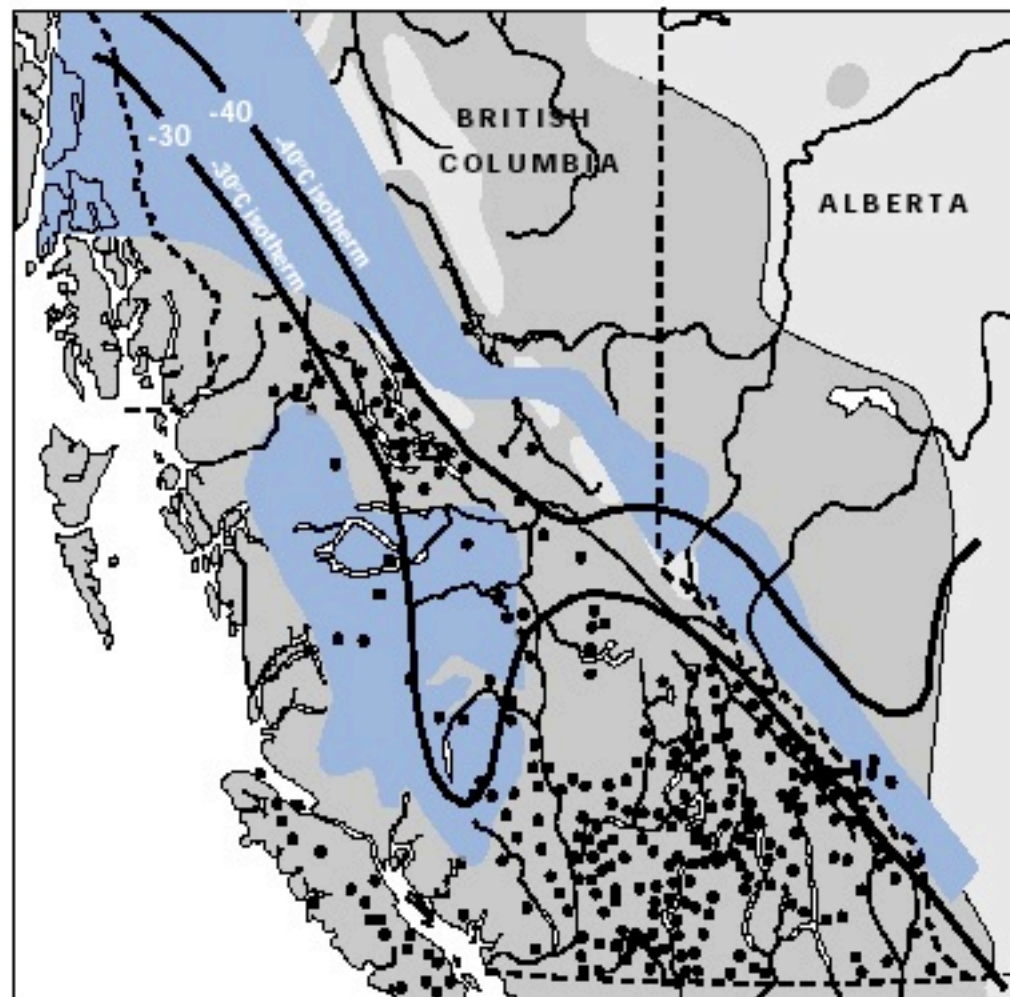 BRITISH
COLUMBIA
ALBERTA
-40
-30
-40°C isotherm
-30°C isotherm